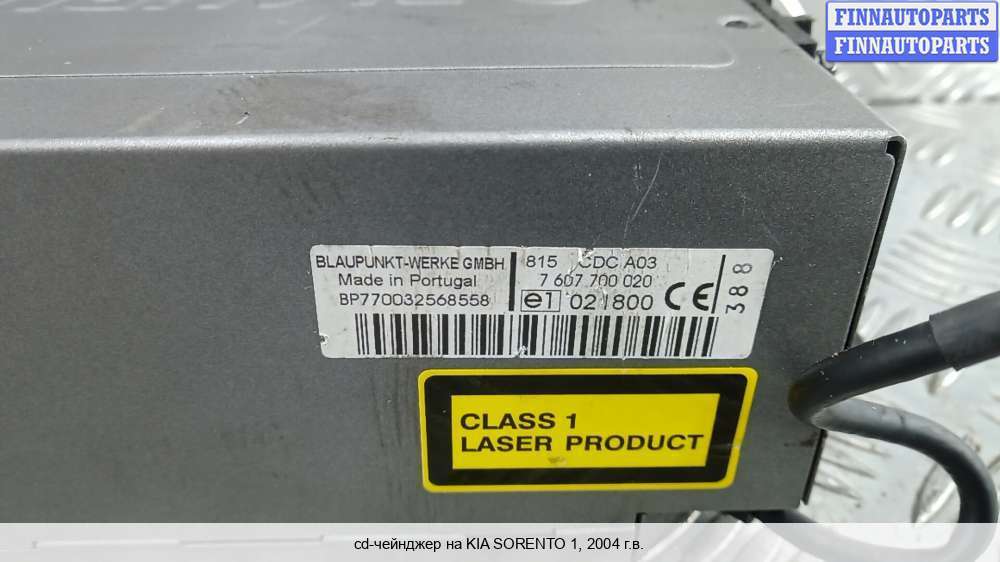 FINNAUTOPARTS
FINNAUTOPARTS
BLAUPUNKT-WERKE GMBH
Made in Portugal
BP770032568558
815 CDC A03
7 607 700 020
e1 021800 CE
388
CLASS 1
LASER PRODUCT
cd-чейнджер на KIA SORENTO 1, 2004 г.в.